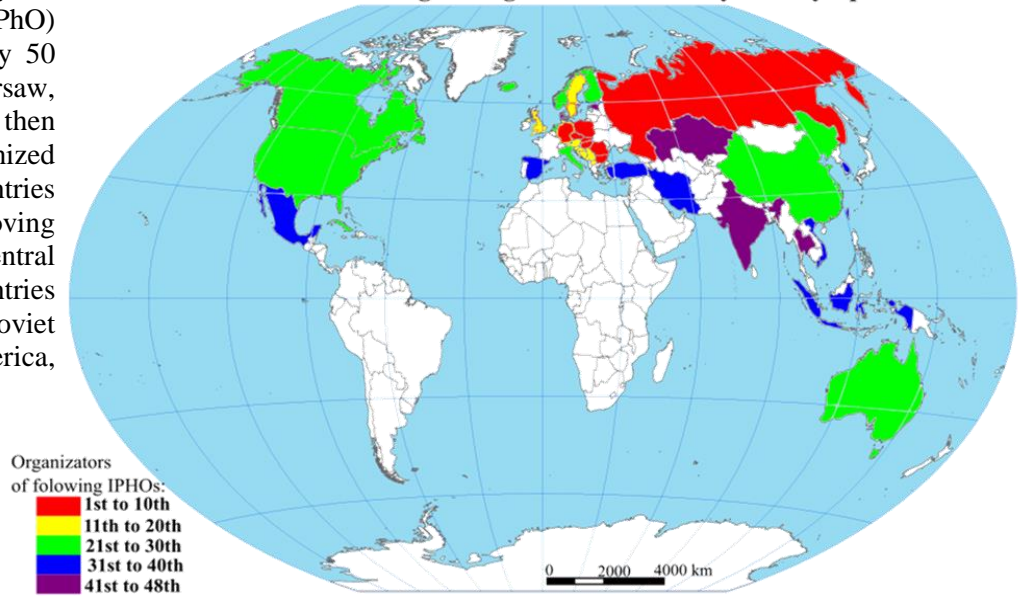 PhO)
y 50
rsaw,
then
nized
ntries
oving
entral
ntries
oviet
erica,
Organizators
of folowing IPHOs:
1st to 10th
11th to 20th
21st to 30th
31st to 40th
41st to 48th
0 2000 4000 km